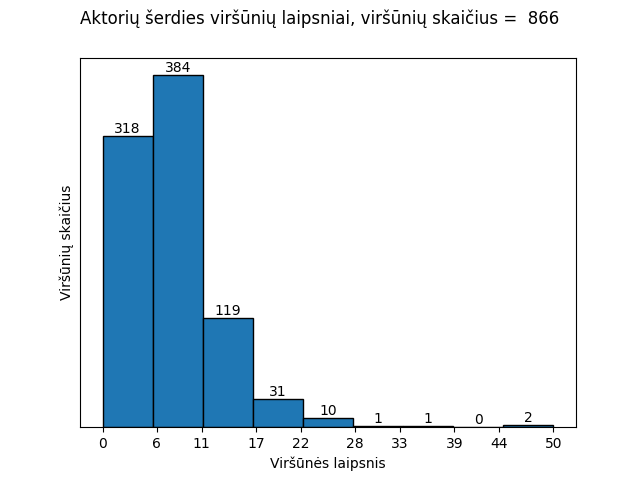 Aktorių šerdies viršūnių laipsniai, viršūnių skaičius =  866
384
318
119
31
10
1
1
0
2
Viršūnių skaičius
0 6 11 17 22 28 33 39 44 50
Viršūnės laipsnis